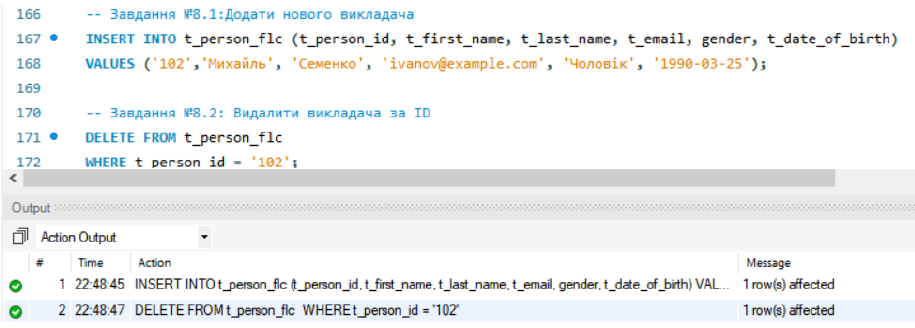 166 -- Завдання №8.1:Додати нового викладача
167 INSERT INTO t_person_flc (t_person_id, t_first_name, t_last_name, t_email, gender, t_date_of_birth)
168 VALUES ('102','Михайль', 'Семенко', 'ivanov@example.com', 'Чоловік', '1990-03-25');
169
170 -- Завдання №8.2: Видалити викладача за ID
171 DELETE FROM t_person_flc
172 WHERE t_person_id = '102';
Output
Action Output
# Time Action Message
1 22:48:45 INSERT INTO t_person_flc (t_person_id, t_first_name, t_last_name, t_email, gender, t_date_of_birth) VAL... 1 row(s) affected
2 22:48:47 DELETE FROM t_person_flc WHERE t_person_id = '102' 1 row(s) affected